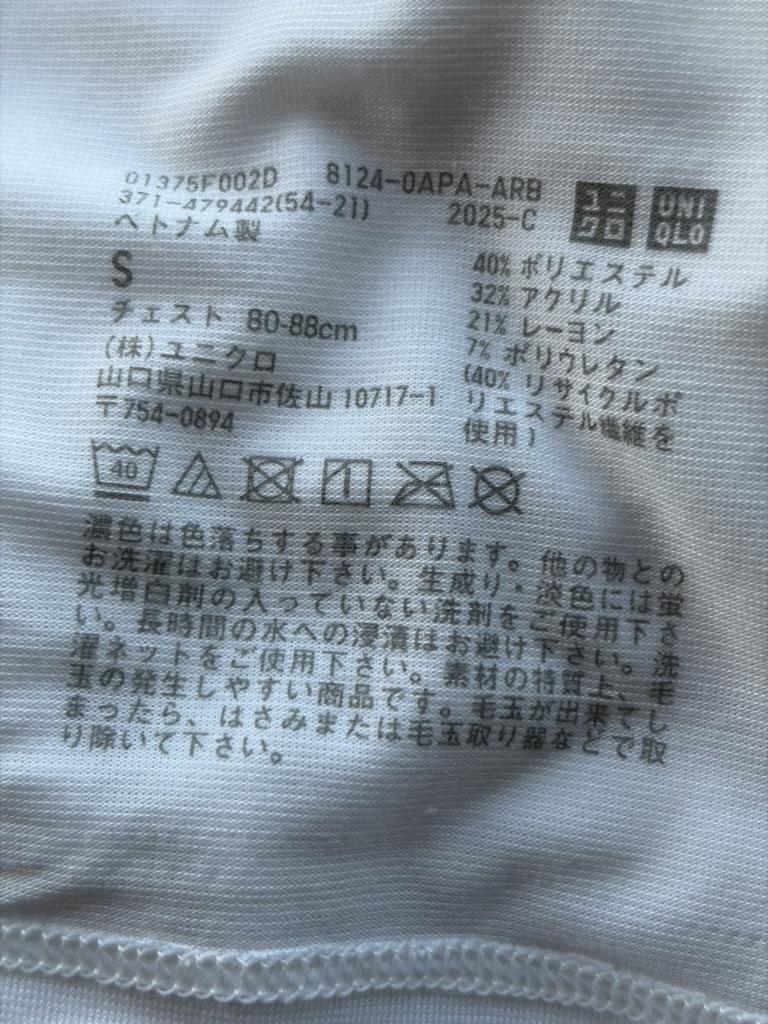 01375F002D 8124-0APA-ARB
371-479442(54-21) 2025-C
ユニクロ
UNIQLO
ベトナム製
S
チェスト 80-88cm
(株)ユニクロ
山口県山口市佐山 10717-1
〒754-0894
40% ポリエステル
32% アクリル
21% レーヨン
7% ポリウレタン
(40% リサイクルポ
リエステル繊維を
使用)
40
濃色は色落ちする事があります。他の物との
お洗濯はお避け下さい。生成り・淡色には蛍
光増白剤の入っていない洗剤をご使用下さ
い。長時間の水への浸漬はお避け下さい。洗
濯ネットをご使用下さい。素材の特質上、毛
玉の発生しやすい商品です。毛玉が出来てし
まったら、はさみまたは毛玉取り器などで取
り除いて下さい。